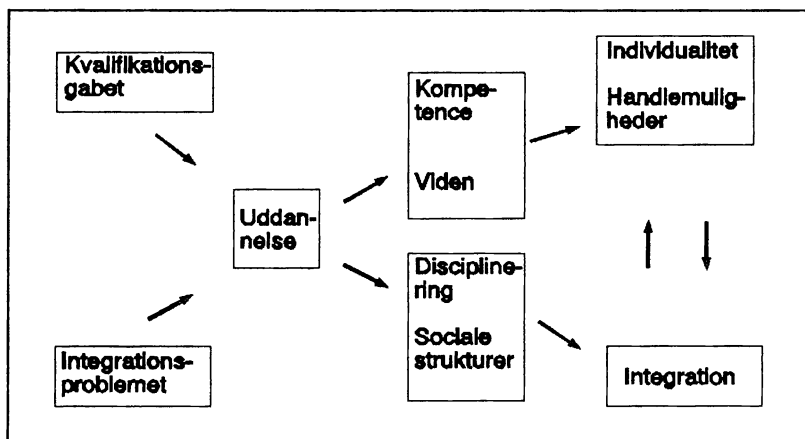 Kvalifikations-
gabet
Integrations-
problemet
Uddan-
nelse
Kompe-
tence
Viden
Discipline-
ring
Sociale
strukturer
Individualitet
Handlemulig-
heder
Integration